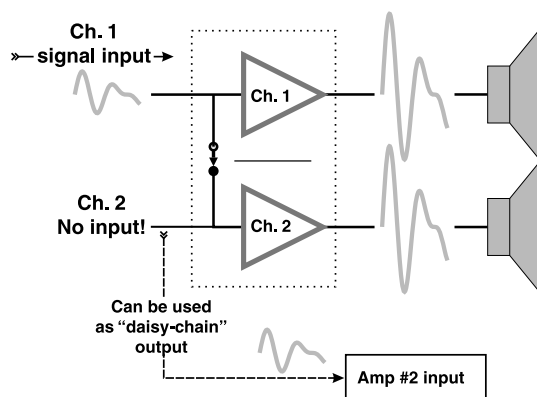 Ch. 1
signal input
Ch. 1
Ch. 2
No input!
Ch. 2
Can be used
as “daisy-chain”
output
Amp #2 input